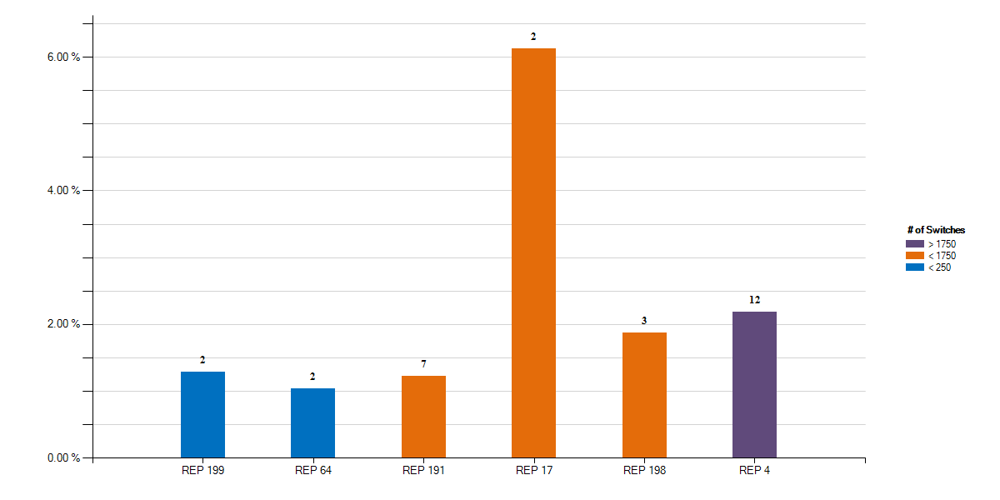 6.00 %
4.00 %
2.00 %
0.00 %
2
2
7
2
3
12
REP 199
REP 64
REP 191
REP 17
REP 198
REP 4
# of Switches
> 1750
< 1750
< 250